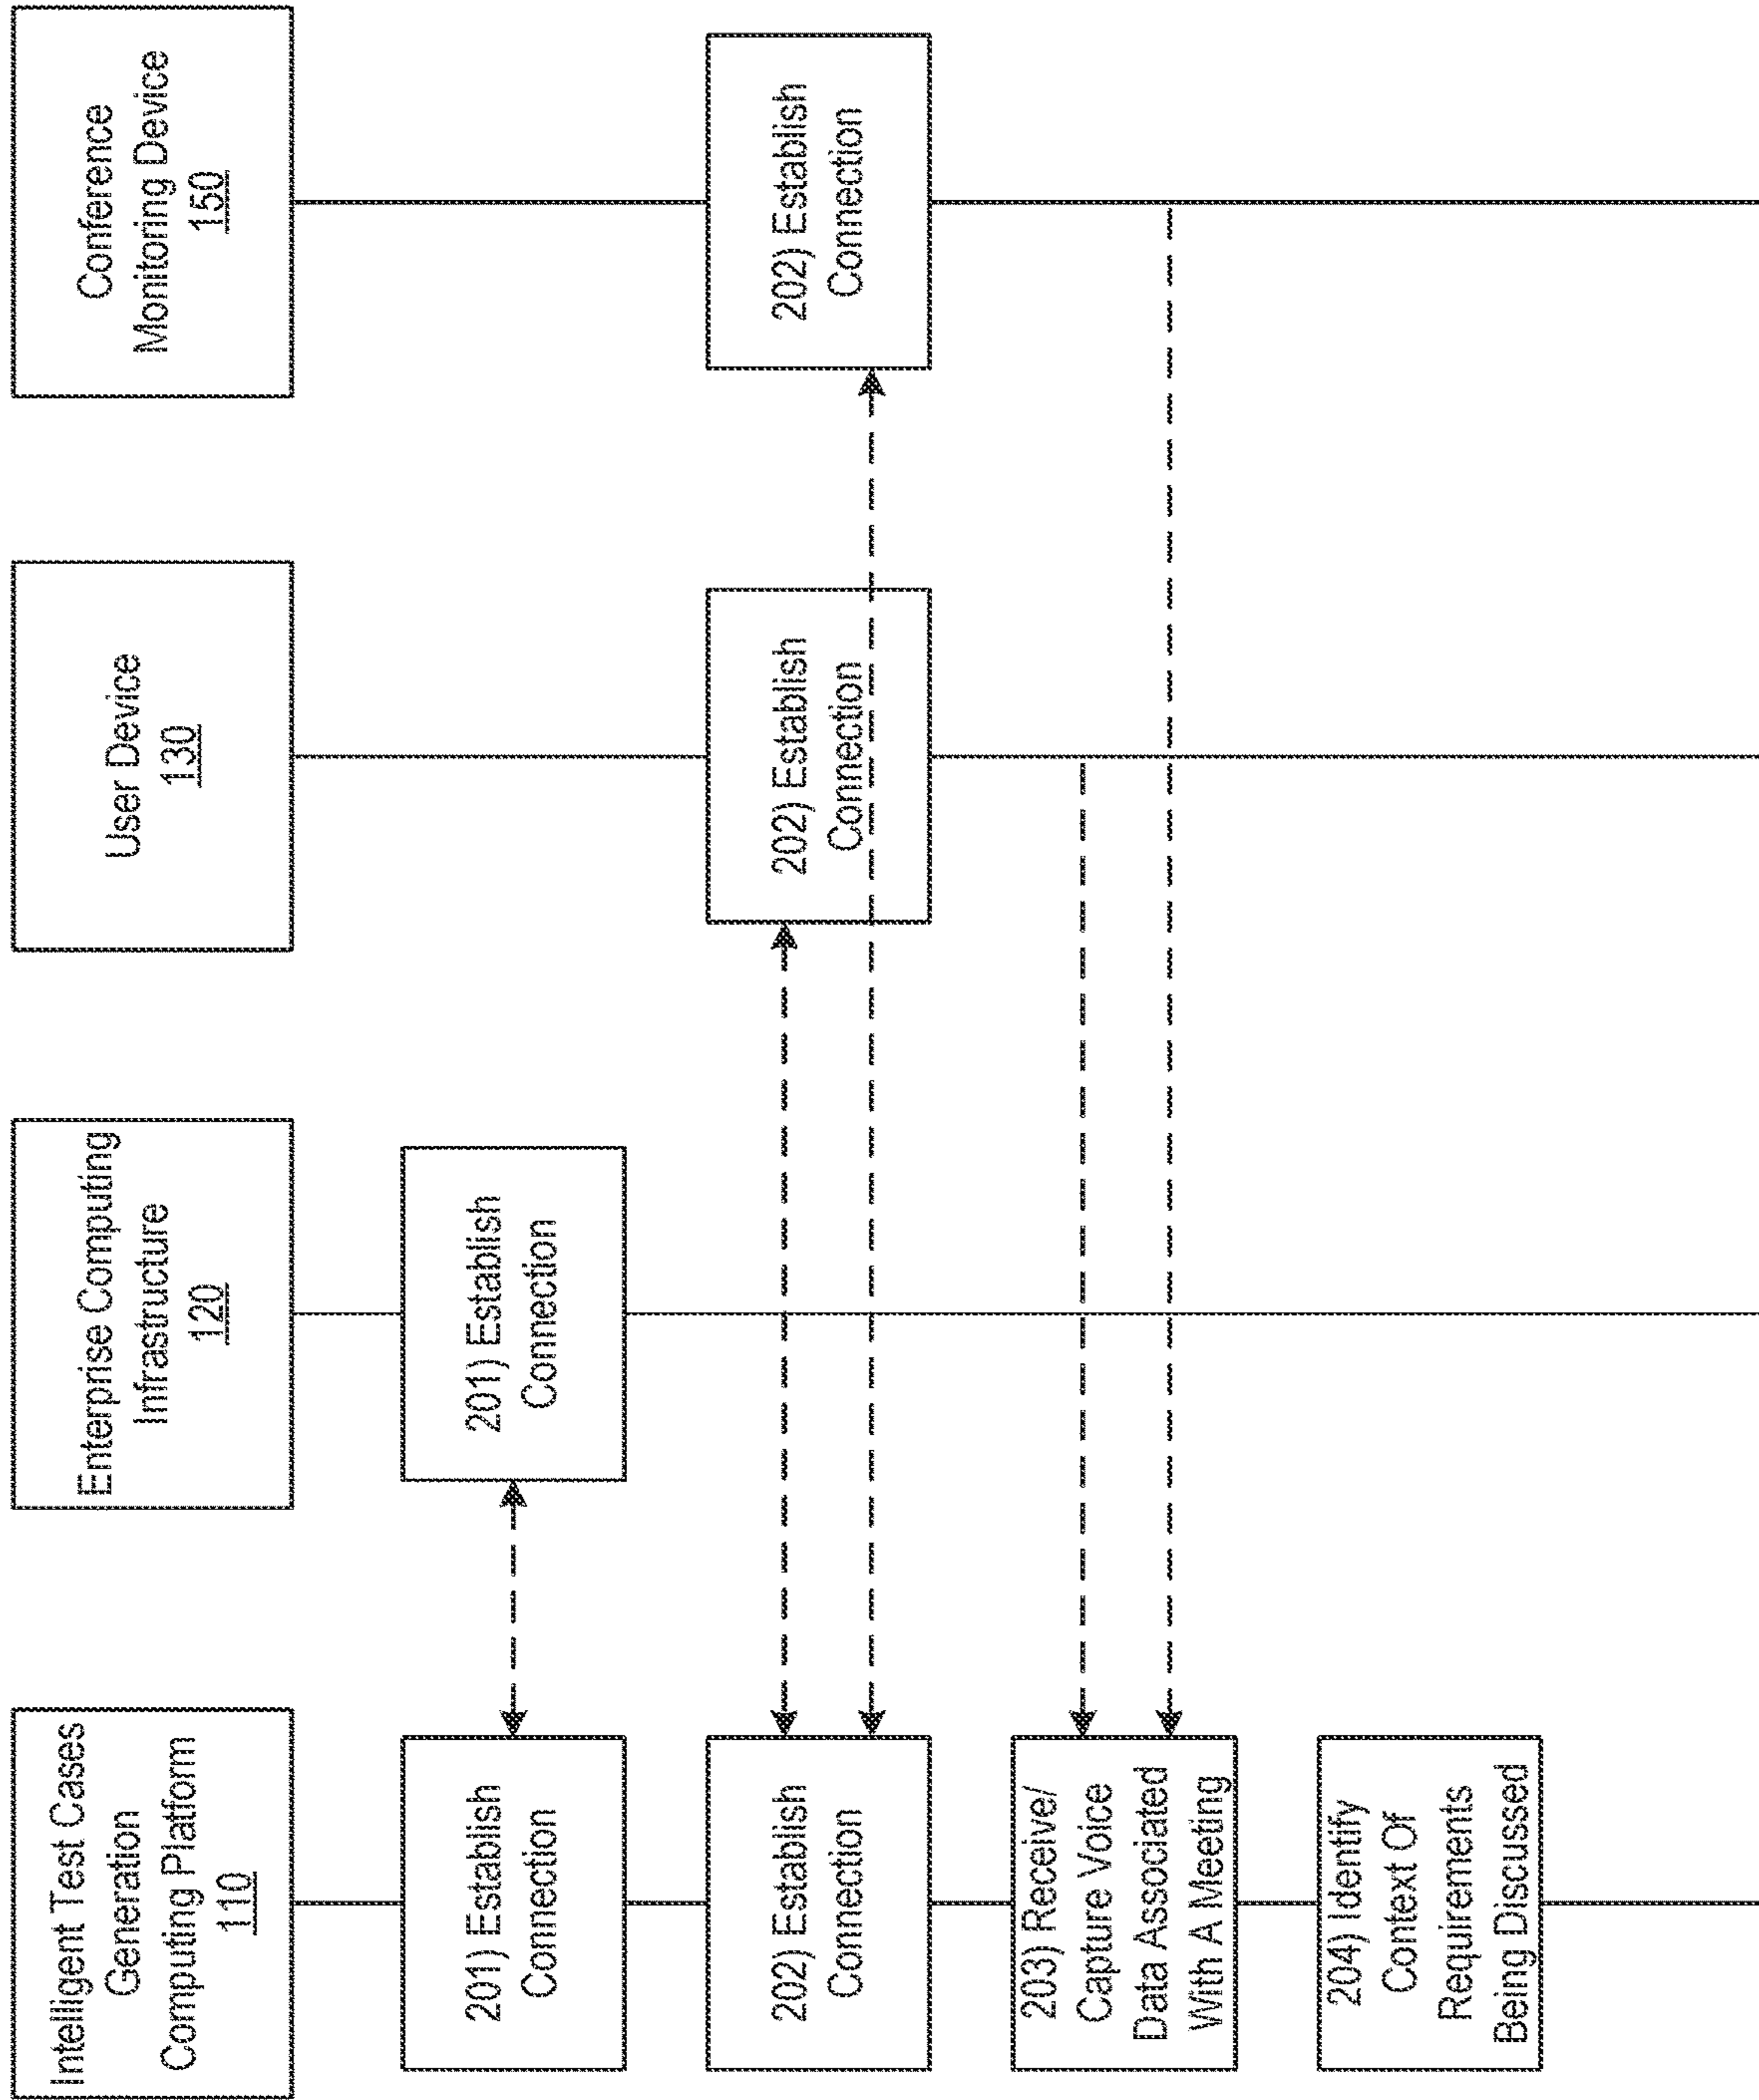 Intelligent Test Cases
Generation
Computing Platform
110
Enterprise Computing
Infrastructure
120
User Device
130
Conference
Monitoring Device
150
201) Establish
Connection
201) Establish
Connection
202) Establish
Connection
202) Establish
Connection
202) Establish
Connection
203) Receive/
Capture Voice
Data Associated
With A Meeting
204) Identify
Context Of
Requirements
Being Discussed